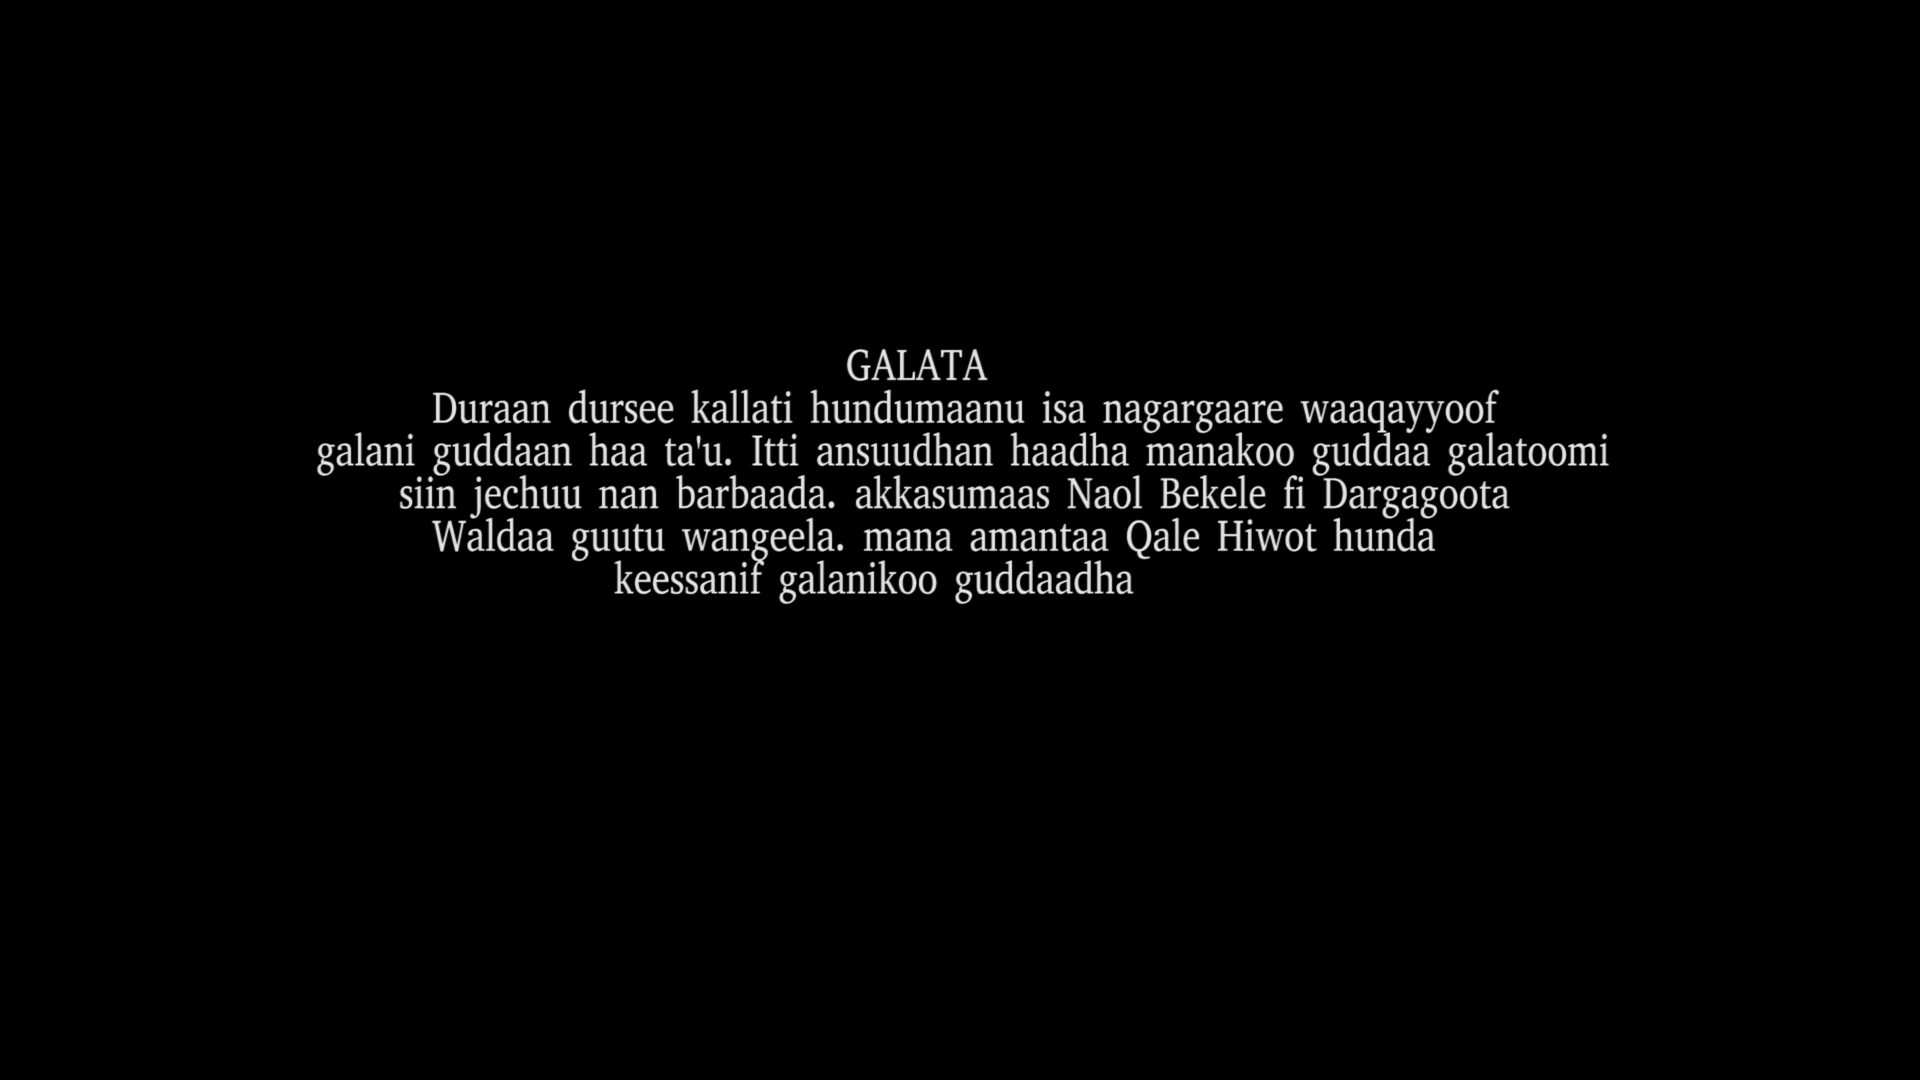 GALATA
Duraan dursee kallati hundumaanu isa nagargaare waaqayyoof
galani guddaan haa ta'u. Itti ansuudhan haadha manakoo guddaa galatoomi
siin jechuu nan barbaada. akkasumaas Naol Bekele fi Dargagoota
Waldaa guutu wangeela. mana amantaa Qale Hiwot hunda
keessanif galanikoo guddaadha